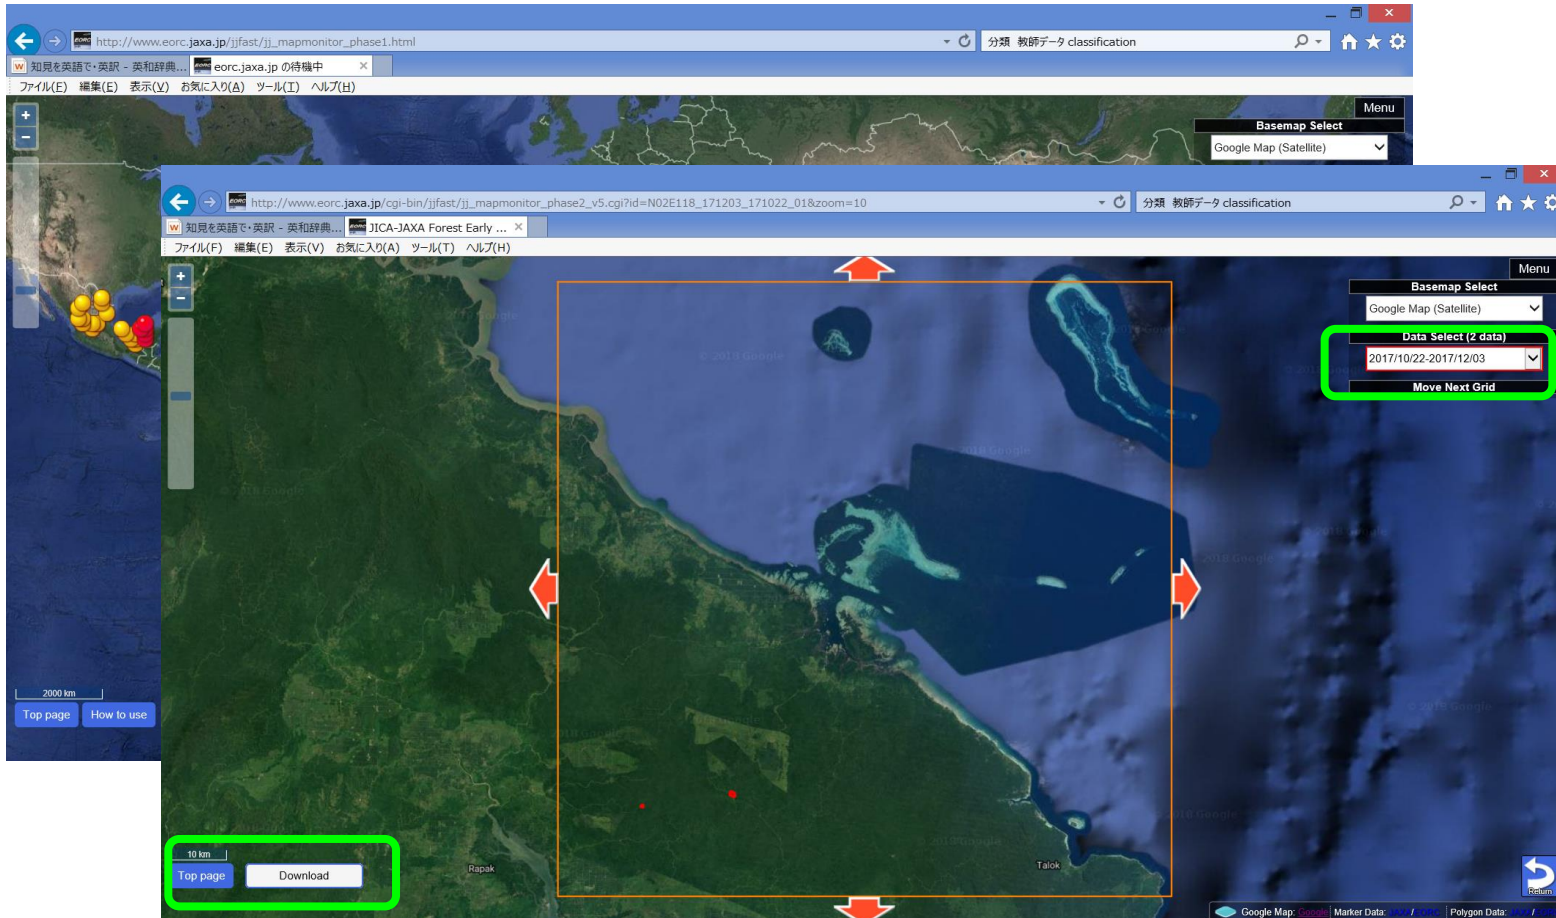 http://www.eorc.jaxa.jp/jjfast/jj_mapmonitor_phase1.html
分類 教師データ classification
知見を英語で・英訳 - 英和辞典...
eorc.jaxa.jp の待機中
ファイル(F) 編集(E) 表示(V) お気に入り(A) ツール(T) ヘルプ(H)
Menu
Basemap Select
Google Map (Satellite)
2000 km
Top page
How to use
http://www.eorc.jaxa.jp/cgi-bin/jjfast/jj_mapmonitor_phase2_v5.cgi?id=N02E118_171203_171022_01&zoom=10
分類 教師データ classification
知見を英語で・英訳 - 英和辞典...
JICA-JAXA Forest Early ...
ファイル(F) 編集(E) 表示(V) お気に入り(A) ツール(T) ヘルプ(H)
Menu
Basemap Select
Google Map (Satellite)
Data Select (2 data)
2017/10/22-2017/12/03
Move Next Grid
10 km
Top page
Download
Rapak
Talok
Return
Google Map: Google Marker Data: JAXA/EORC Polygon Data: